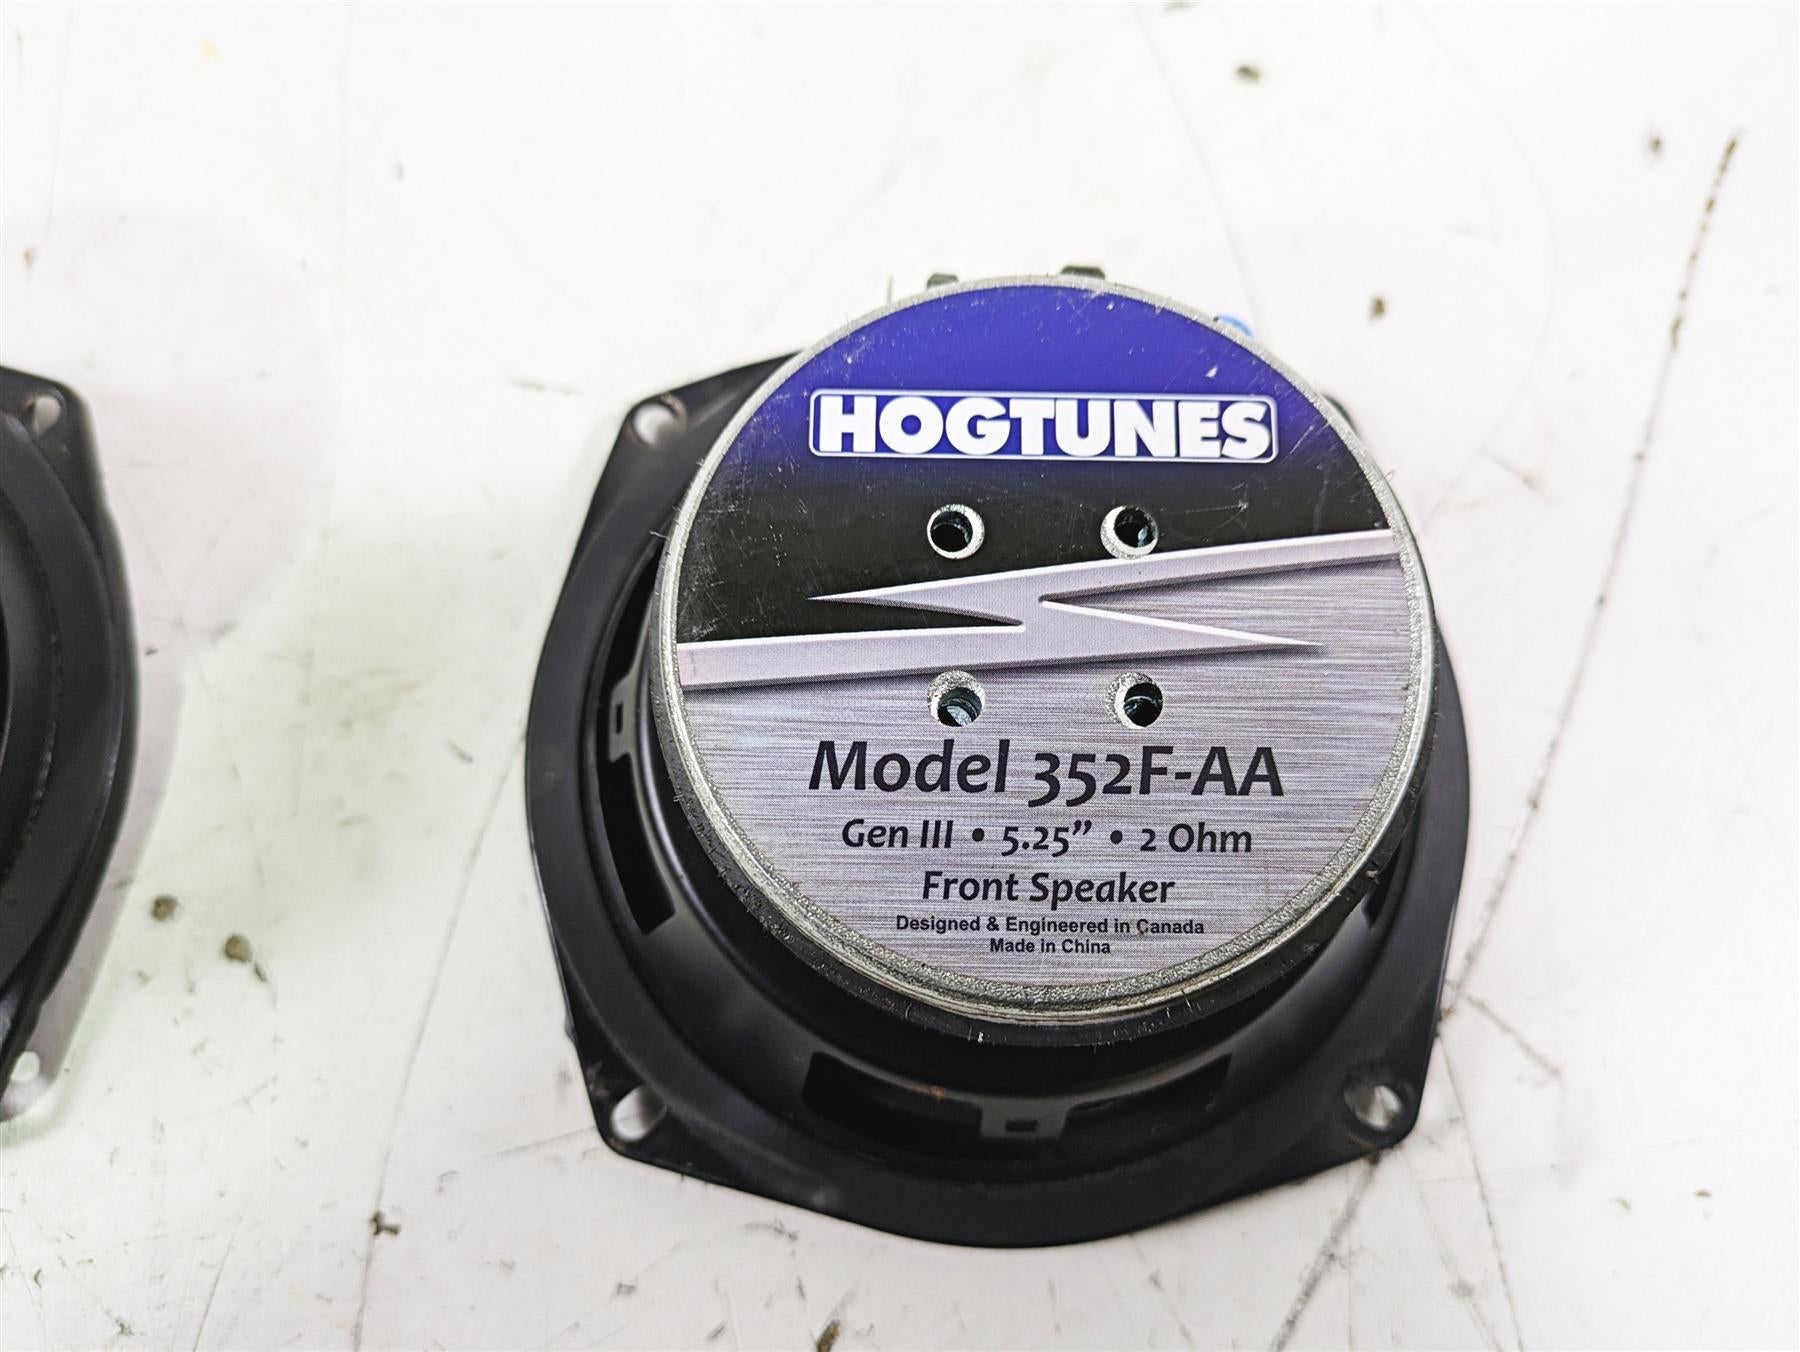 HOGTUNES
Model 352F-AA
Gen III • 5.25” • 2 Ohm
Front Speaker
Designed & Engineered in Canada
Made in China